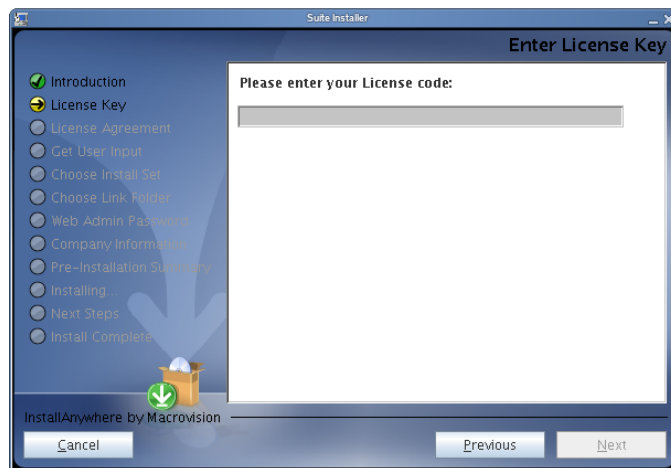 Suite Installer
Enter License Key
Introduction
License Key
License Agreement
Get User Input
Choose Install Set
Choose Link Folder
Web Admin Password
Company Information
Pre-Installation Summary
Installing...
Next Steps
Install Complete
Please enter your License code:
InstallAnywhere by Macrovision
Cancel
Previous
Next